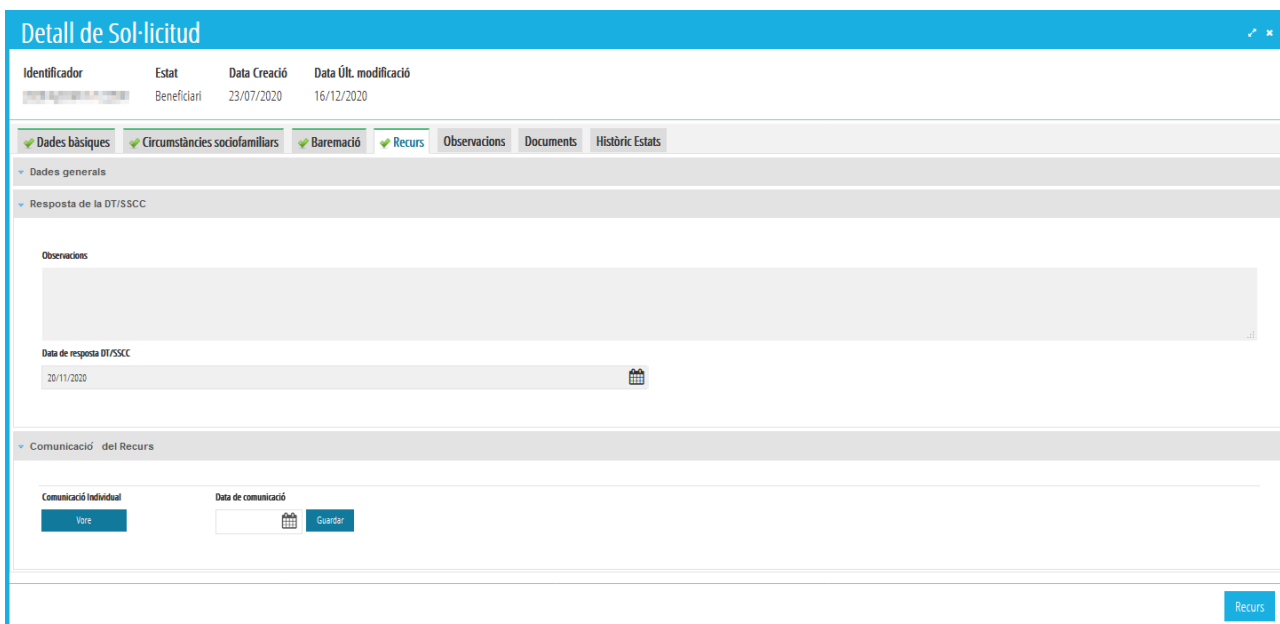 Detall de Sol·licitud
Identificador Estat Data Creació Data Últ. modificació
Beneficiari 23/07/2020 16/12/2020
Dades bàsiques Circumstàncies sociofamiliars Baremació Recurs Observacions Documents Històric Estats
Dades generals
Resposta de la DT/SSCC
Observacions
Data de resposta DT/SSCC
20/11/2020
Comunicació del Recurs
Comunicació Individual Data de comunicació
Vore Guardar
Recurs